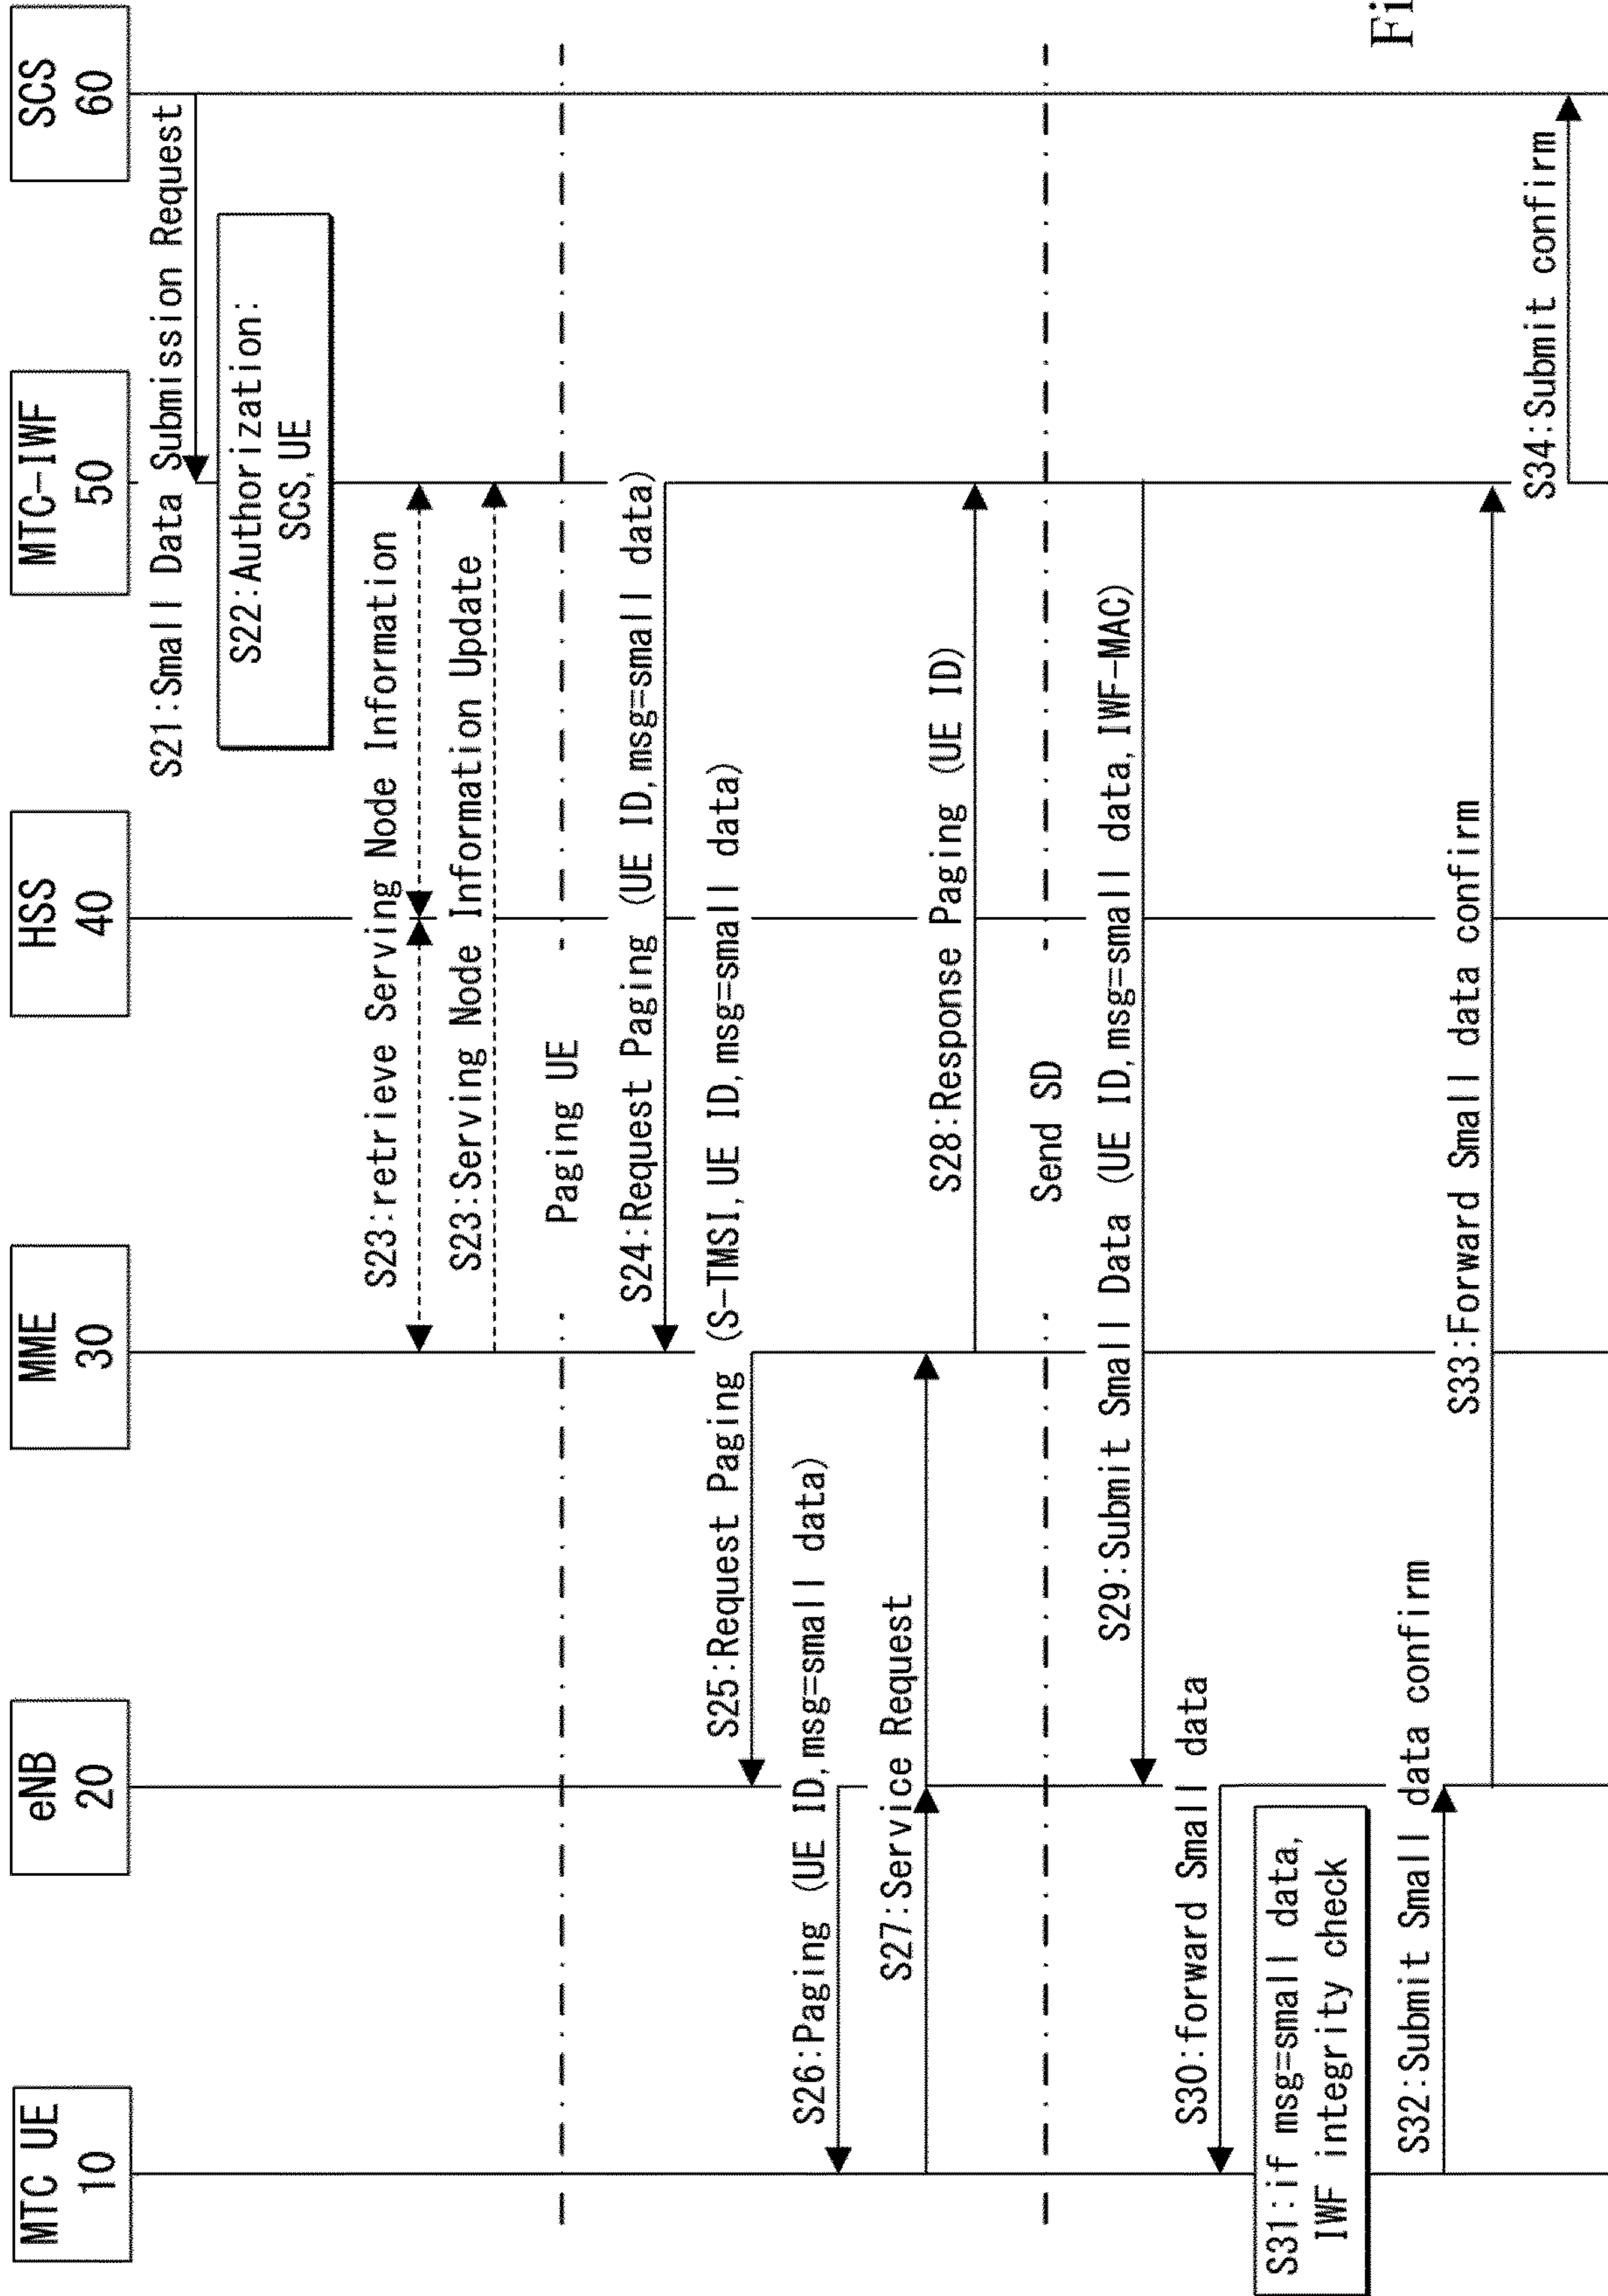 MTC UE
10
eNB
20
MME
30
HSS
40
MTC-IWF
50
SCS
60
S21:Small Data Submission Request
S22:Authorization:
SCS,UE
S23:retrieve Serving Node Information
S23:Serving Node Information Update
Paging UE
S24:Request Paging (UE ID,msg=small data)
S25:Request Paging (S-TMSI,UE ID,msg=small data)
S26:Paging (UE ID,msg=small data)
S27:Service Request
S28:Response Paging (UE ID)
Send SD
S29:Submit Small Data (UE ID,msg=small data,IWF-MAC)
S30:forward Small data
S31:if msg=small data,
IWF integrity check
S32:Submit Small data confirm
S33:Forward Small data confirm
S34:Submit confirm
Fi